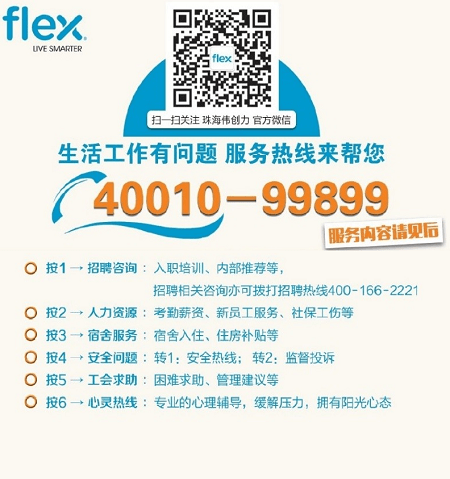 flex
LIVE SMARTER
flex
扫一扫关注 珠海伟创力 官方微信
生活工作有问题 服务热线来帮您
40010-99899
服务内容请见后
按1→招聘咨询：入职培训、内部推荐等，
招聘相关咨询亦可拨打招聘热线400-166-2221
按2→人力资源：考勤薪资、新员工服务、社保工伤等
按3→宿舍服务：宿舍入住、住房补贴等
按4→安全问题：转1：安全热线； 转2：监督投诉
按5→工会求助：困难求助、管理建议等
按6→心灵热线：专业的心理辅导，缓解压力，拥有阳光心态